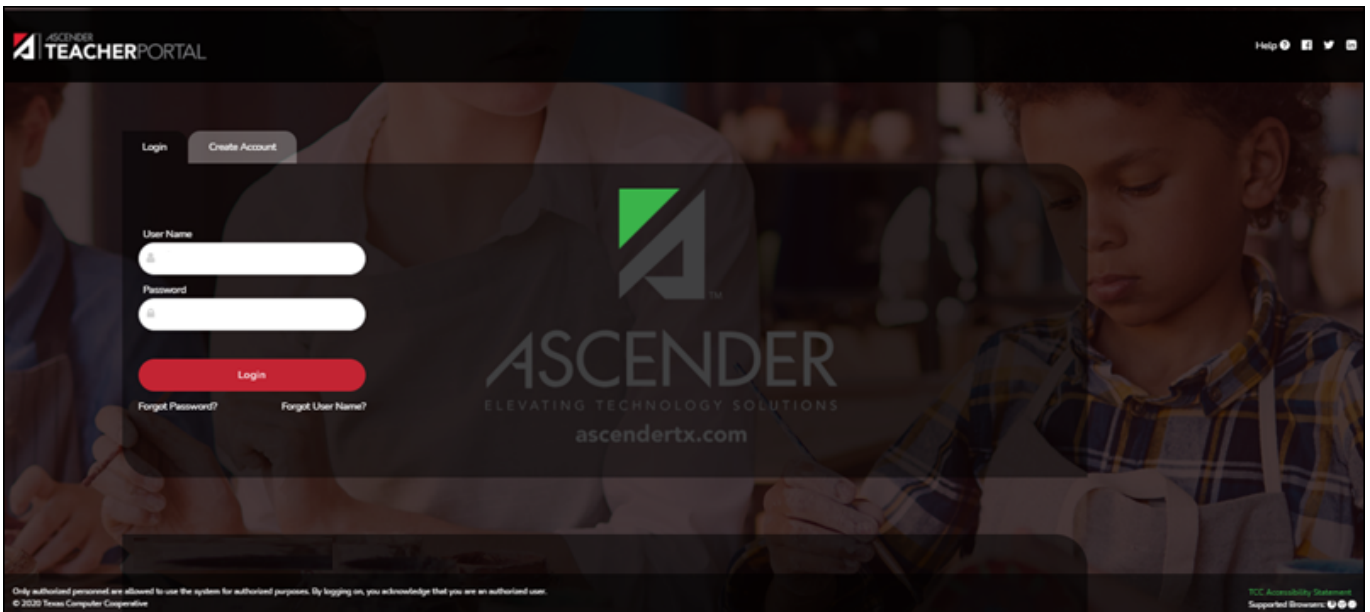 ASCENDER
TEACHERPORTAL
Help
Login
Create Account
User Name
Password
Login
Forgot Password?
Forgot User Name?
TM
ASCENDER
ELEVATING TECHNOLOGY SOLUTIONS
ascendertx.com
Only authorized personnel are allowed to use the system for authorized purposes. By logging on, you acknowledge that you are an authorized user.
© 2020 Texas Computer Cooperative
TCC Accessibility Statement
Supported Browsers: